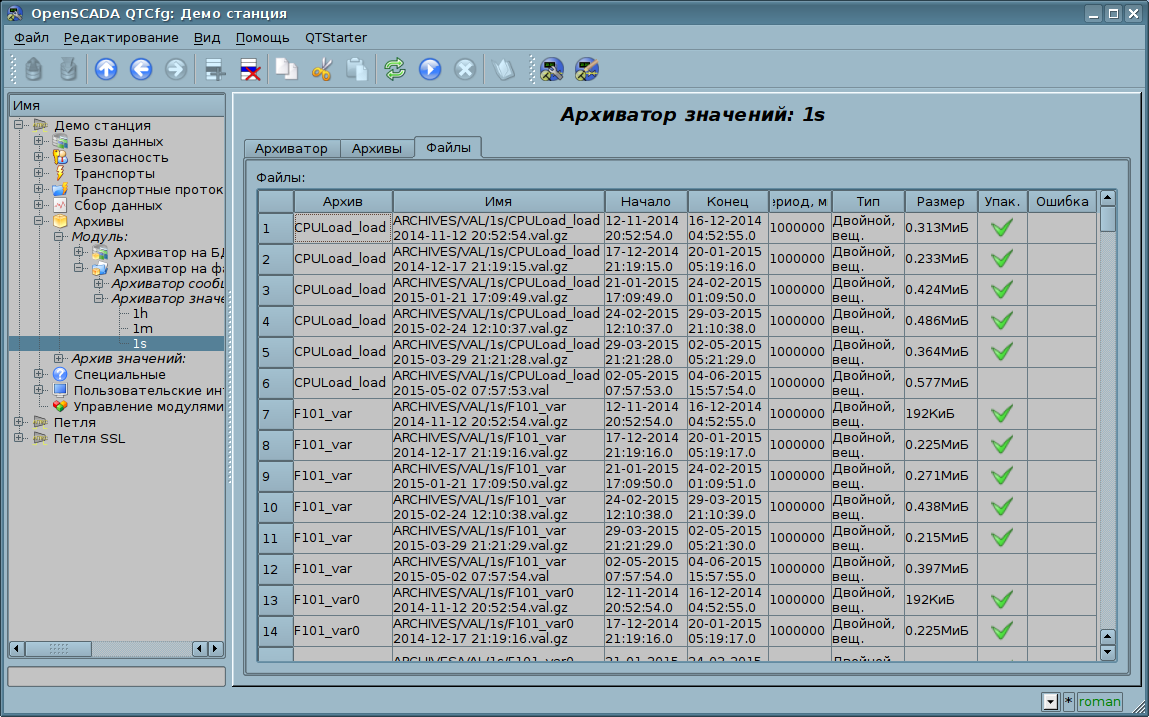 OpenSCADA QTCfg: Демо станция
Файл Редактирование Вид Помощь QTStarter
Имя
Демо станция
Базы данных
Безопасность
Транспорты
Транспортные проток
Сбор данных
Архивы
Модуль:
Архиватор на БД
Архиватор на фа
Архиватор сообщ
Архиватор значе
1h
1m
1s
Архив значений:
Специальные
Пользовательские ин
Управление модулями
Петля
Петля SSL
Архиватор значений: 1s
Архиватор Архивы Файлы
Файлы:
Архив Имя Начало Конец ериод, м Тип Размер Упак. Ошибка
1 CPULoad_load ARCHIVES/VAL/1s/CPULoad_load 12-11-2014 16-12-2014 1000000 Двойной, 0.313МиБ
2014-11-12 20:52:54.val.gz 20:52:54.0 04:52:55.0 вещ.
2 CPULoad_load ARCHIVES/VAL/1s/CPULoad_load 17-12-2014 20-01-2015 1000000 Двойной, 0.233МиБ
2014-12-17 21:19:15.val.gz 21:19:15.0 05:19:16.0 вещ.
3 CPULoad_load ARCHIVES/VAL/1s/CPULoad_load 21-01-2015 24-02-2015 1000000 Двойной, 0.424МиБ
2015-01-21 17:09:49.val.gz 17:09:49.0 01:09:50.0 вещ.
4 CPULoad_load ARCHIVES/VAL/1s/CPULoad_load 24-02-2015 29-03-2015 1000000 Двойной, 0.486МиБ
2015-02-24 12:10:37.val.gz 12:10:37.0 21:10:38.0 вещ.
5 CPULoad_load ARCHIVES/VAL/1s/CPULoad_load 29-03-2015 02-05-2015 1000000 Двойной, 0.364МиБ
2015-03-29 21:21:28.val.gz 21:21:28.0 05:21:29.0 вещ.
6 CPULoad_load ARCHIVES/VAL/1s/CPULoad_load 02-05-2015 04-06-2015 1000000 Двойной, 0.577МиБ
2015-05-02 07:57:53.val 07:57:53.0 15:57:54.0 вещ.
7 F101_var ARCHIVES/VAL/1s/F101_var 12-11-2014 16-12-2014 1000000 Двойной, 192КиБ
2014-11-12 20:52:54.val.gz 20:52:54.0 04:52:55.0 вещ.
8 F101_var ARCHIVES/VAL/1s/F101_var 17-12-2014 20-01-2015 1000000 Двойной, 0.225МиБ
2014-12-17 21:19:16.val.gz 21:19:16.0 05:19:17.0 вещ.
9 F101_var ARCHIVES/VAL/1s/F101_var 21-01-2015 24-02-2015 1000000 Двойной, 0.271МиБ
2015-01-21 17:09:50.val.gz 17:09:50.0 01:09:51.0 вещ.
10 F101_var ARCHIVES/VAL/1s/F101_var 24-02-2015 29-03-2015 1000000 Двойной, 0.438МиБ
2015-02-24 12:10:38.val.gz 12:10:38.0 21:10:39.0 вещ.
11 F101_var ARCHIVES/VAL/1s/F101_var 29-03-2015 02-05-2015 1000000 Двойной, 0.215МиБ
2015-03-29 21:21:29.val.gz 21:21:29.0 05:21:30.0 вещ.
12 F101_var ARCHIVES/VAL/1s/F101_var 02-05-2015 04-06-2015 1000000 Двойной, 0.397МиБ
2015-05-02 07:57:54.val 07:57:54.0 15:57:55.0 вещ.
13 F101_var0 ARCHIVES/VAL/1s/F101_var0 12-11-2014 16-12-2014 1000000 Двойной, 192КиБ
2014-11-12 20:52:54.val.gz 20:52:54.0 04:52:55.0 вещ.
14 F101_var0 ARCHIVES/VAL/1s/F101_var0 17-12-2014 20-01-2015 1000000 Двойной, 0.225МиБ
2014-12-17 21:19:16.val.gz 21:19:16.0 05:19:17.0 вещ.
ARCHIVES/VAL/1s/F101_var0 21-01-2015 24-02-2015 Двойной,
* roman